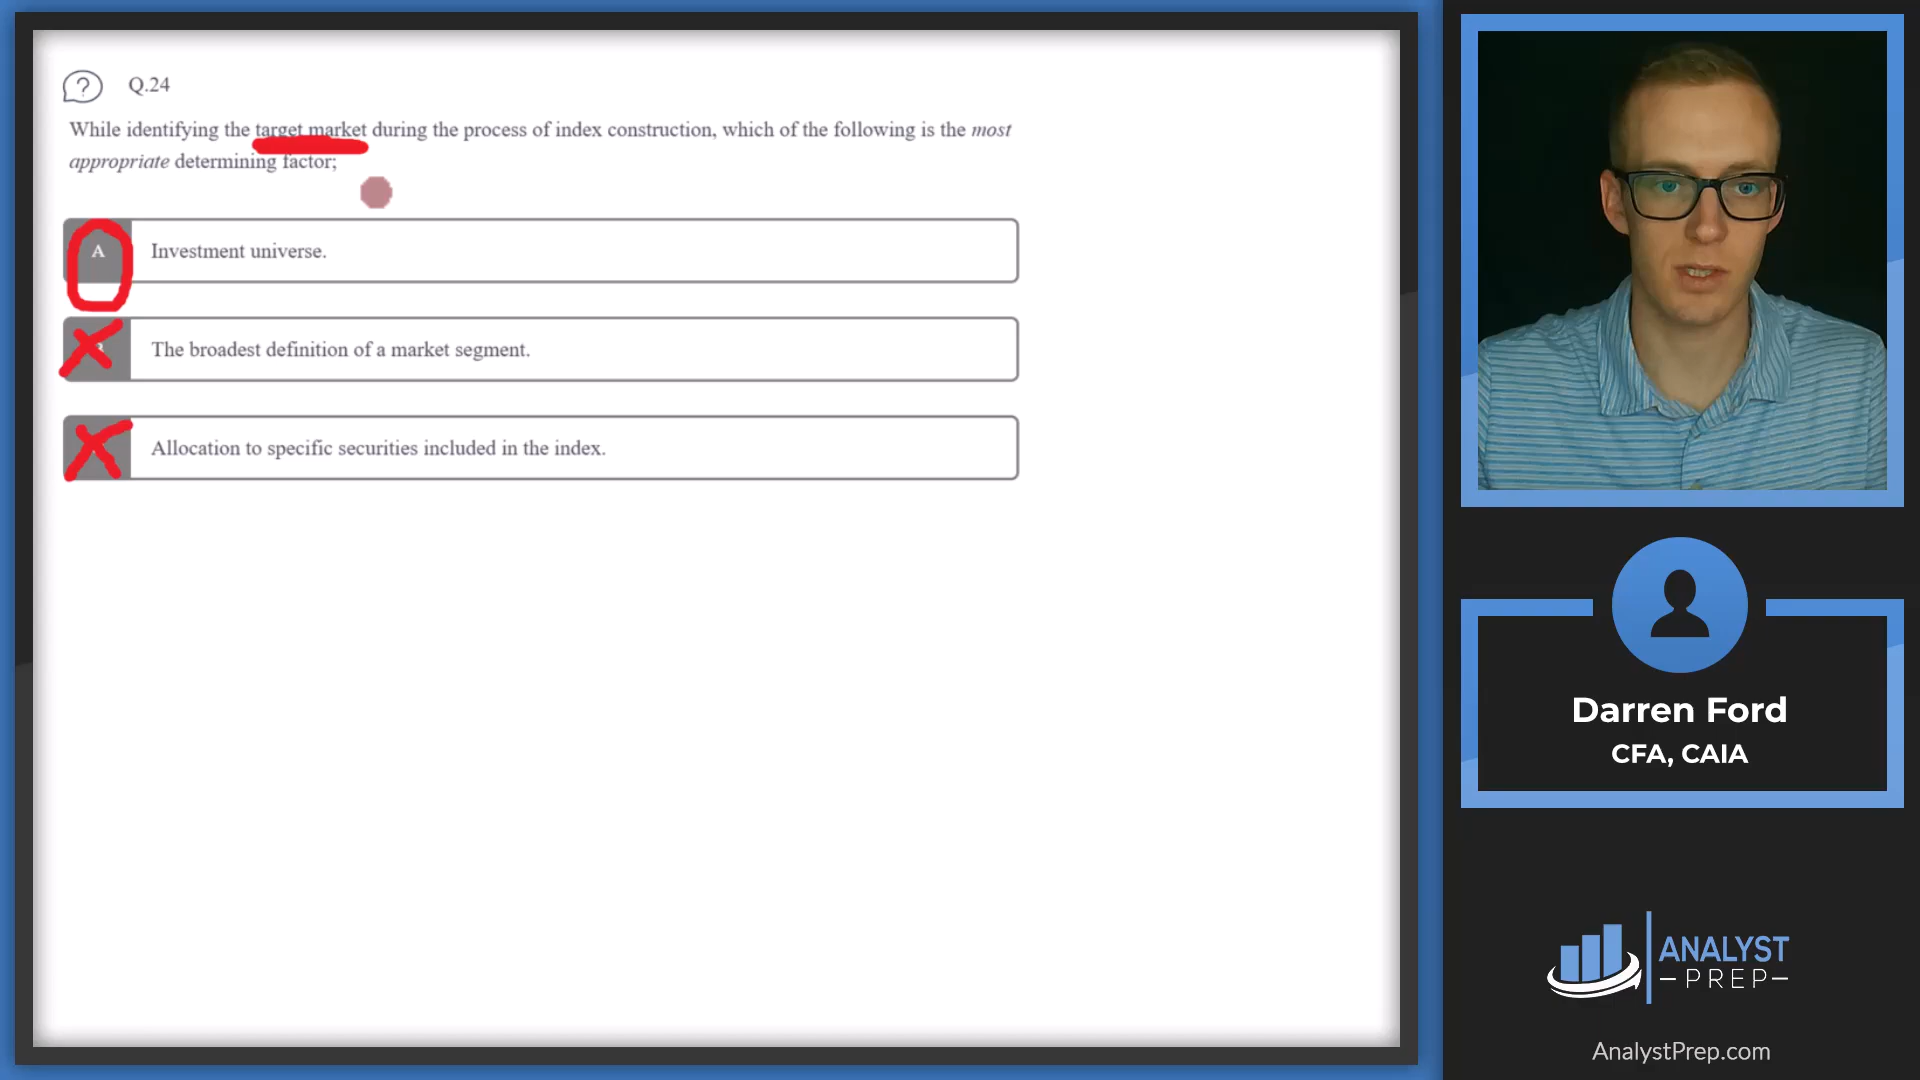 ?
Q.24
While identifying the target market during the process of index construction, which of the following is the most
appropriate determining factor;
A Investment universe.
The broadest definition of a market segment.
Allocation to specific securities included in the index.
Darren Ford
CFA, CAIA
ANALYST
PREP
AnalystPrep.com